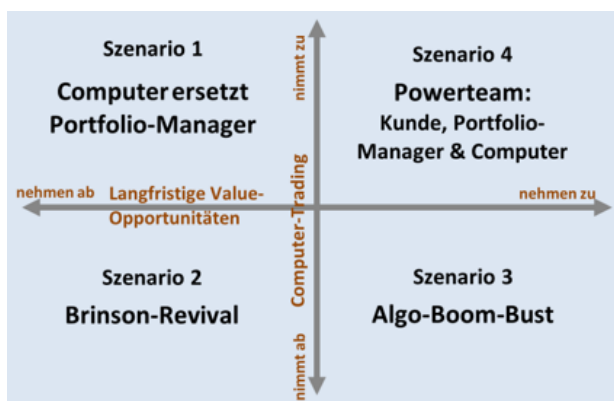 Szenario 1
Computer ersetzt
Portfolio-Manager
nimmt zu
Szenario 4
Powerteam:
Kunde, Portfolio-
Manager & Computer
nehmen ab
Langfristige Value-
Opportunitäten
nehmen zu
Computer-Trading
Szenario 2
Brinson-Revival
nimmt ab
Szenario 3
Algo-Boom-Bust